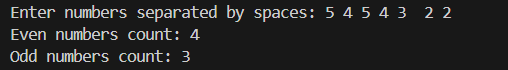 Enter numbers separated by spaces: 5 4 5 4 3  2 2
Even numbers count: 4
Odd numbers count: 3